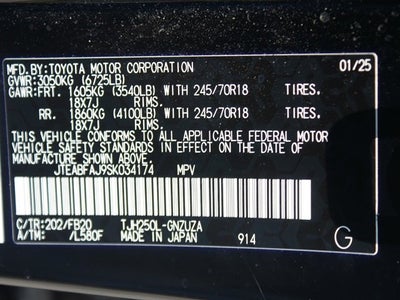 MFD.BY:TOYOTA MOTOR CORPORATION 01/25
GVWR:3050KG (6725LB)
GAWR:FRT. 1605KG (3540LB) WITH 245/70R18 TIRES.
18X7J RIMS.
RR. 1860KG (4100LB) WITH 245/70R18 TIRES.
18X7J RIMS.
THIS VEHICLE CONFORMS TO ALL APPLICABLE FEDERAL MOTOR
VEHICLE SAFETY STANDARDS IN EFFECT ON THE DATE OF
MANUFACTURE SHOWN ABOVE.
JTEABFAJ9SK034174 MPV
C/TR:202/FB20 TJH250L-GNZUZA
A/TM: /L580F MADE IN JAPAN 914 G